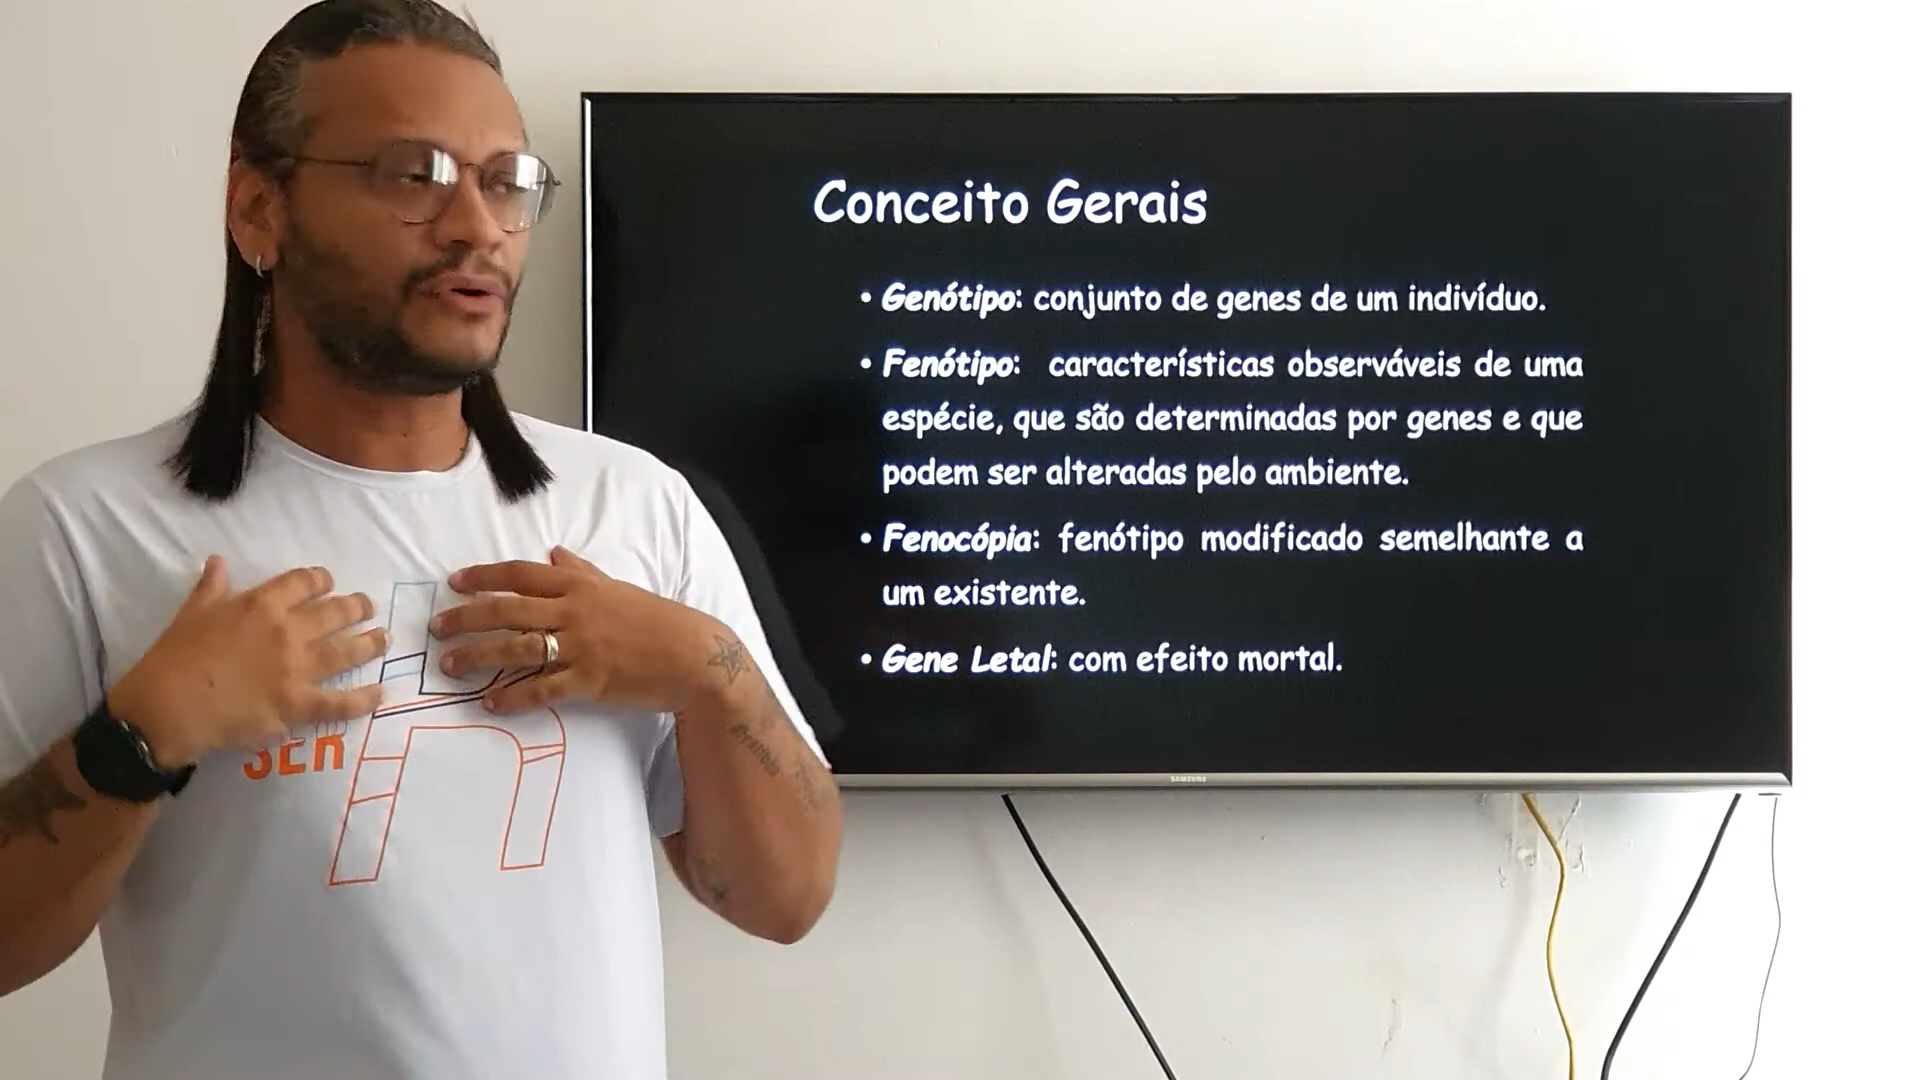 Conceito Gerais
• Genótipo: conjunto de genes de um indivíduo.
• Fenótipo: características observáveis de uma
espécie, que são determinadas por genes e que
podem ser alteradas pelo ambiente.
• Fenocópia: fenótipo modificado semelhante a
um existente.
• Gene Letal: com efeito mortal.
SAMSUNG
SER